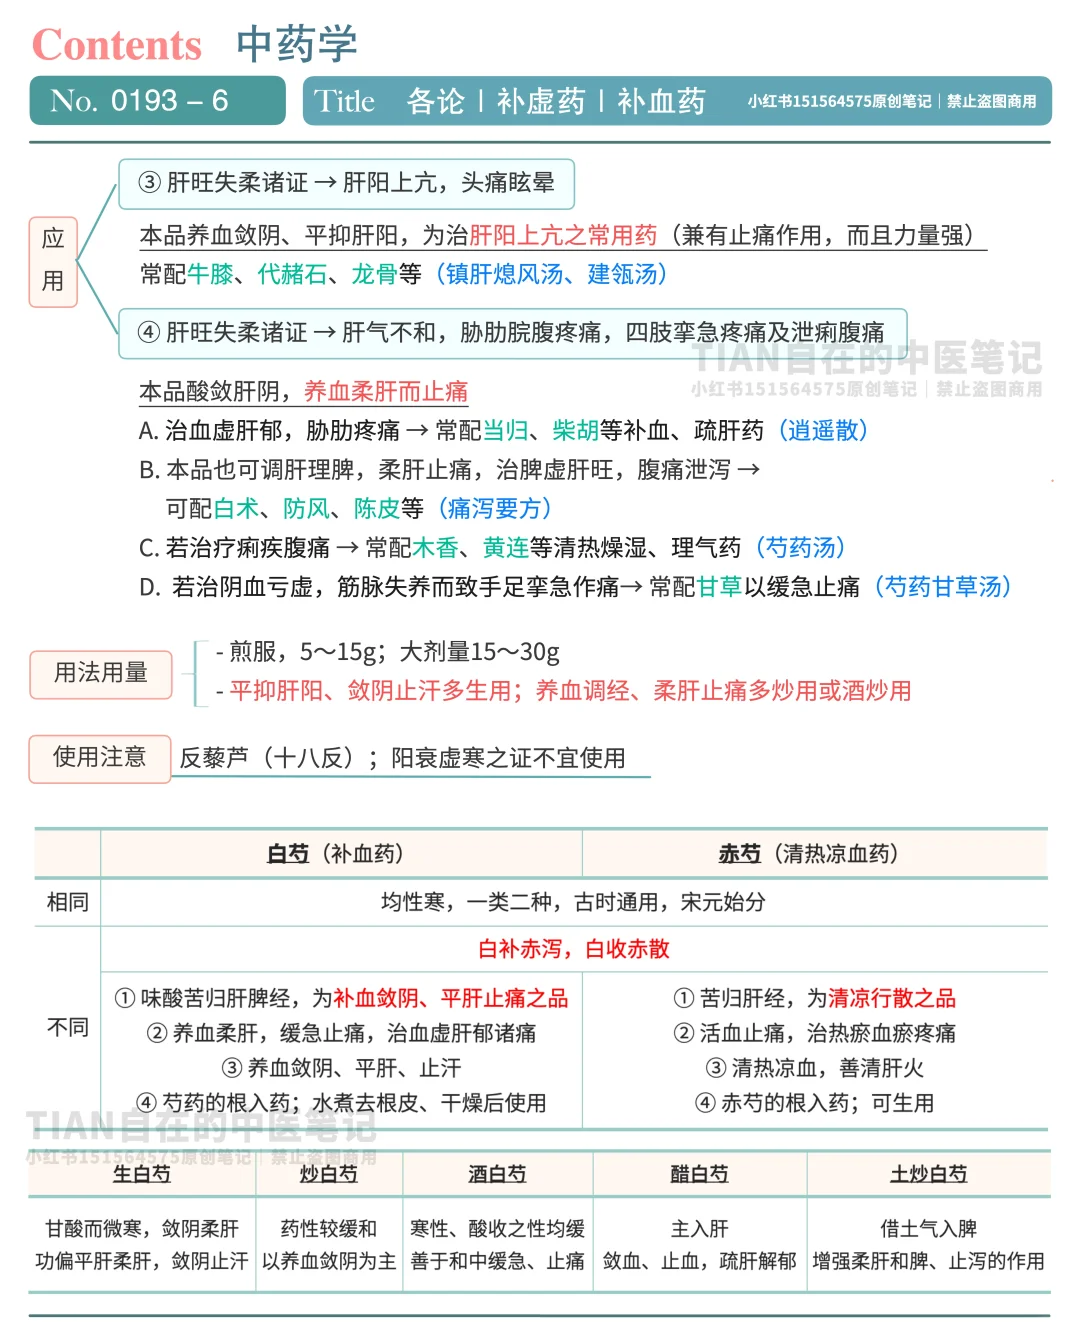 Contents 中药学
No. 0193 – 6
Title 各论丨补虚药丨补血药 小红书151564575原创笔记｜禁止盗图商用
应用
③ 肝旺失柔诸证 → 肝阳上亢，头痛眩晕
本品养血敛阴、平抑肝阳，为治肝阳上亢之常用药（兼有止痛作用，而且力量强）
常配牛膝、代赭石、龙骨等（镇肝熄风汤、建瓴汤）
④ 肝旺失柔诸证 → 肝气不和，胁肋脘腹疼痛，四肢挛急疼痛及泄痢腹痛
TIAN自在的中医笔记
小红书151564575原创笔记｜禁止盗图商用
本品酸敛肝阴，养血柔肝而止痛
A. 治血虚肝郁，胁肋疼痛 → 常配当归、柴胡等补血、疏肝药（逍遥散）
B. 本品也可调肝理脾，柔肝止痛，治脾虚肝旺，腹痛泄泻 →
可配白术、防风、陈皮等（痛泻要方）
C. 若治疗痢疾腹痛 → 常配木香、黄连等清热燥湿、理气药（芍药汤）
D. 若治阴血亏虚，筋脉失养而致手足挛急作痛→ 常配甘草以缓急止痛（芍药甘草汤）
用法用量
- 煎服，5～15g；大剂量15～30g
- 平抑肝阳、敛阴止汗多生用；养血调经、柔肝止痛多炒用或酒炒用
使用注意 反藜芦（十八反）；阳衰虚寒之证不宜使用
白芍（补血药） 赤芍（清热凉血药）
相同 均性寒，一类二种，古时通用，宋元始分
不同
白补赤泻，白收赤散
① 味酸苦归肝脾经，为补血敛阴、平肝止痛之品
② 养血柔肝，缓急止痛，治血虚肝郁诸痛
③ 养血敛阴、平肝、止汗
④ 芍药的根入药；水煮去根皮、干燥后使用
① 苦归肝经，为清凉行散之品
② 活血止痛，治热瘀血瘀疼痛
③ 清热凉血，善清肝火
④ 赤芍的根入药；可生用
TIAN自在的中医笔记
小红书151564575原创笔记｜禁止盗图商用
生白芍 炒白芍 酒白芍 醋白芍 土炒白芍
甘酸而微寒，敛阴柔肝 药性较缓和 寒性、酸收之性均缓 主入肝 借土气入脾
功偏平肝柔肝，敛阴止汗 以养血敛阴为主 善于和中缓急、止痛 敛血、止血，疏肝解郁 增强柔肝和脾、止泻的作用